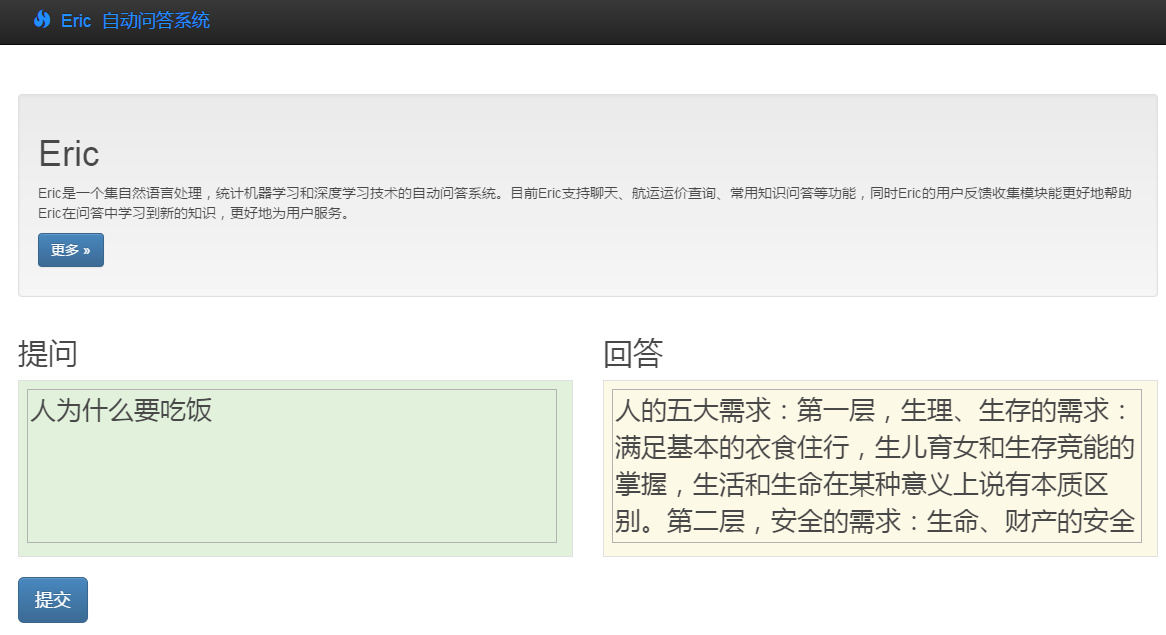 Eric 自动问答系统
Eric
Eric是一个集自然语言处理，统计机器学习和深度学习技术的自动问答系统。目前Eric支持聊天、航运运价查询、常用知识问答等功能，同时Eric的用户反馈收集模块能更好地帮助
Eric在问答中学习到新的知识，更好地为用户服务。
更多 »
提问
人为什么要吃饭
提交
回答
人的五大需求：第一层，生理、生存的需求：
满足基本的衣食住行，生儿育女和生存竞能的
掌握，生活和生命在某种意义上说有本质区
别。第二层，安全的需求：生命、财产的安全